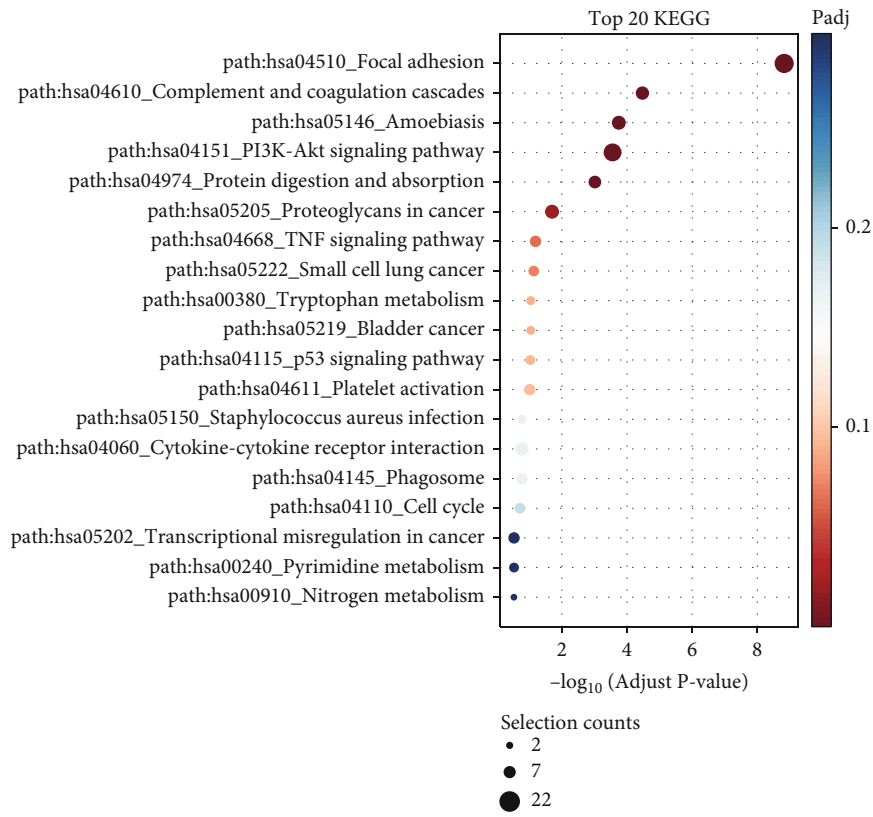 Top 20 KEGG
Padj
path:hsa04510_Focal adhesion
path:hsa04610_Complement and coagulation cascades
path:hsa05146_Amoebiasis
path:hsa04151_PI3K-Akt signaling pathway
path:hsa04974_Protein digestion and absorption
path:hsa05205_Proteoglycans in cancer
path:hsa04668_TNF signaling pathway
path:hsa05222_Small cell lung cancer
path:hsa00380_Tryptophan metabolism
path:hsa05219_Bladder cancer
path:hsa04115_p53 signaling pathway
path:hsa04611_Platelet activation
path:hsa05150_Staphylococcus aureus infection
path:hsa04060_Cytokine-cytokine receptor interaction
path:hsa04145_Phagosome
path:hsa04110_Cell cycle
path:hsa05202_Transcriptional misregulation in cancer
path:hsa00240_Pyrimidine metabolism
path:hsa00910_Nitrogen metabolism
0.2
0.1
2 4 6 8
–log10 (Adjust P-value)
Selection counts
2
7
22